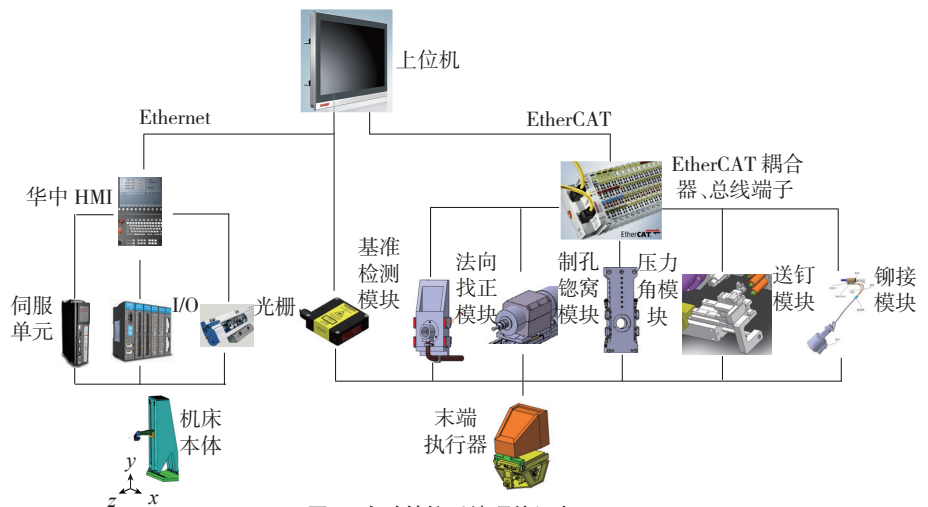 上位机
Ethernet
EtherCAT
华中 HMI
EtherCAT 耦合
器、总线端子
EtherCAT
基准
检测
模块
法向
找正
模块
制孔
锪窝
模块
压力
角模
块
送钉
模块
铆接
模块
伺服
单元
I/O
光栅
机床
本体
末端
执行器
y
z
x